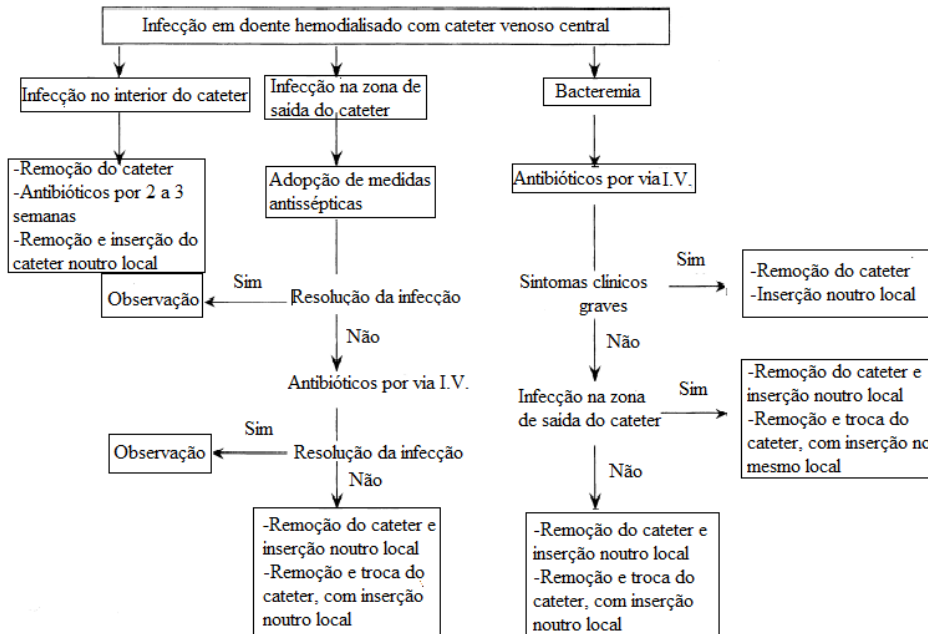 Infecção em doente hemodialisado com cateter venoso central
Infecção no interior do cateter
Infecção na zona de
saída do cateter
Bacteremia
-Remoção do cateter
-Antibióticos por 2 a 3
semanas
-Remoção e inserção do
cateter noutro local
Adopção de medidas
antissépticas
Antibióticos por via I.V.
Observação
Sim
Resolução da infecção
Sintomas clínicos
graves
Sim
-Remoção do cateter
-Inserção noutro local
Não
Não
Antibióticos por via I.V.
Infecção na zona
de saída do cateter
Sim
-Remoção do cateter e
inserção noutro local
-Remoção e troca do
cateter, com inserção no
mesmo local
Observação
Sim
Resolução da infecção
Não
Não
-Remoção do cateter e
inserção noutro local
-Remoção e troca do
cateter, com inserção
noutro local
-Remoção do cateter e
inserção noutro local
-Remoção e troca do
cateter, com inserção
noutro local